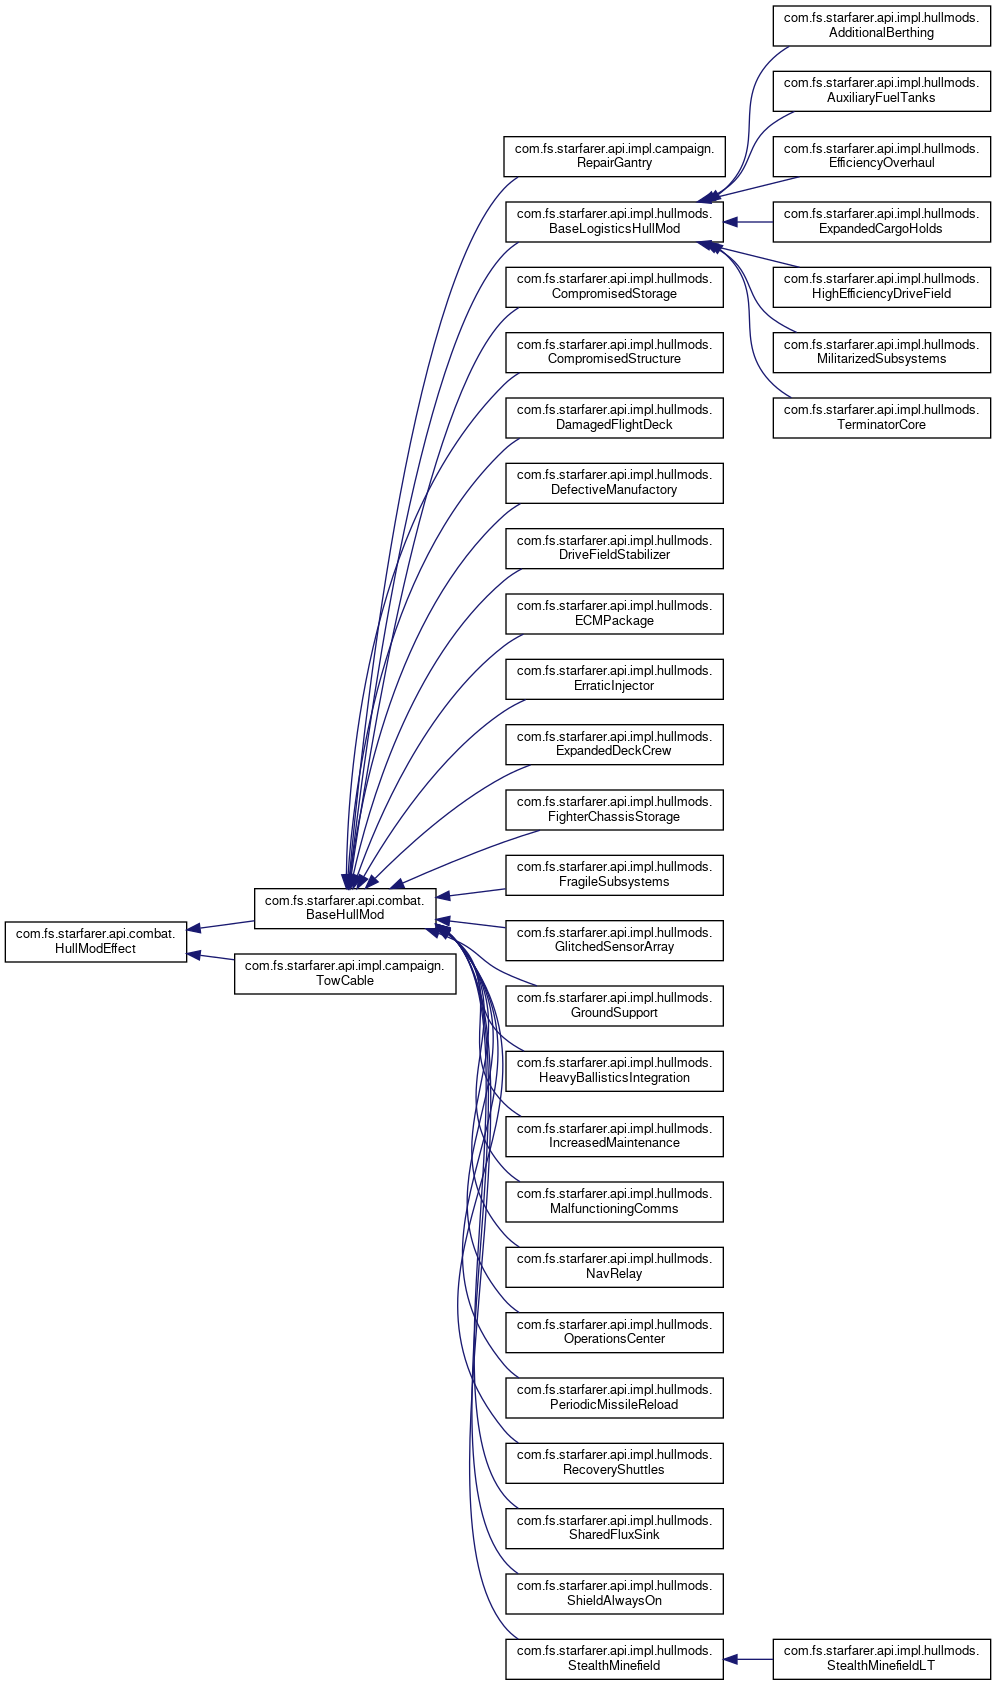 com.fs.starfarer.api.combat.
HullModEffect
com.fs.starfarer.api.combat.
BaseHullMod
com.fs.starfarer.api.impl.campaign.
TowCable
com.fs.starfarer.api.impl.campaign.
RepairGantry
com.fs.starfarer.api.impl.hullmods.
BaseLogisticsHullMod
com.fs.starfarer.api.impl.hullmods.
CompromisedStorage
com.fs.starfarer.api.impl.hullmods.
CompromisedStructure
com.fs.starfarer.api.impl.hullmods.
DamagedFlightDeck
com.fs.starfarer.api.impl.hullmods.
DefectiveManufactory
com.fs.starfarer.api.impl.hullmods.
DriveFieldStabilizer
com.fs.starfarer.api.impl.hullmods.
ECMPackage
com.fs.starfarer.api.impl.hullmods.
ErraticInjector
com.fs.starfarer.api.impl.hullmods.
ExpandedDeckCrew
com.fs.starfarer.api.impl.hullmods.
FighterChassisStorage
com.fs.starfarer.api.impl.hullmods.
FragileSubsystems
com.fs.starfarer.api.impl.hullmods.
GlitchedSensorArray
com.fs.starfarer.api.impl.hullmods.
GroundSupport
com.fs.starfarer.api.impl.hullmods.
HeavyBallisticsIntegration
com.fs.starfarer.api.impl.hullmods.
IncreasedMaintenance
com.fs.starfarer.api.impl.hullmods.
MalfunctioningComms
com.fs.starfarer.api.impl.hullmods.
NavRelay
com.fs.starfarer.api.impl.hullmods.
OperationsCenter
com.fs.starfarer.api.impl.hullmods.
PeriodicMissileReload
com.fs.starfarer.api.impl.hullmods.
RecoveryShuttles
com.fs.starfarer.api.impl.hullmods.
SharedFluxSink
com.fs.starfarer.api.impl.hullmods.
ShieldAlwaysOn
com.fs.starfarer.api.impl.hullmods.
StealthMinefield
com.fs.starfarer.api.impl.hullmods.
AdditionalBerthing
com.fs.starfarer.api.impl.hullmods.
AuxiliaryFuelTanks
com.fs.starfarer.api.impl.hullmods.
EfficiencyOverhaul
com.fs.starfarer.api.impl.hullmods.
ExpandedCargoHolds
com.fs.starfarer.api.impl.hullmods.
HighEfficiencyDriveField
com.fs.starfarer.api.impl.hullmods.
MilitarizedSubsystems
com.fs.starfarer.api.impl.hullmods.
TerminatorCore
com.fs.starfarer.api.impl.hullmods.
StealthMinefieldLT